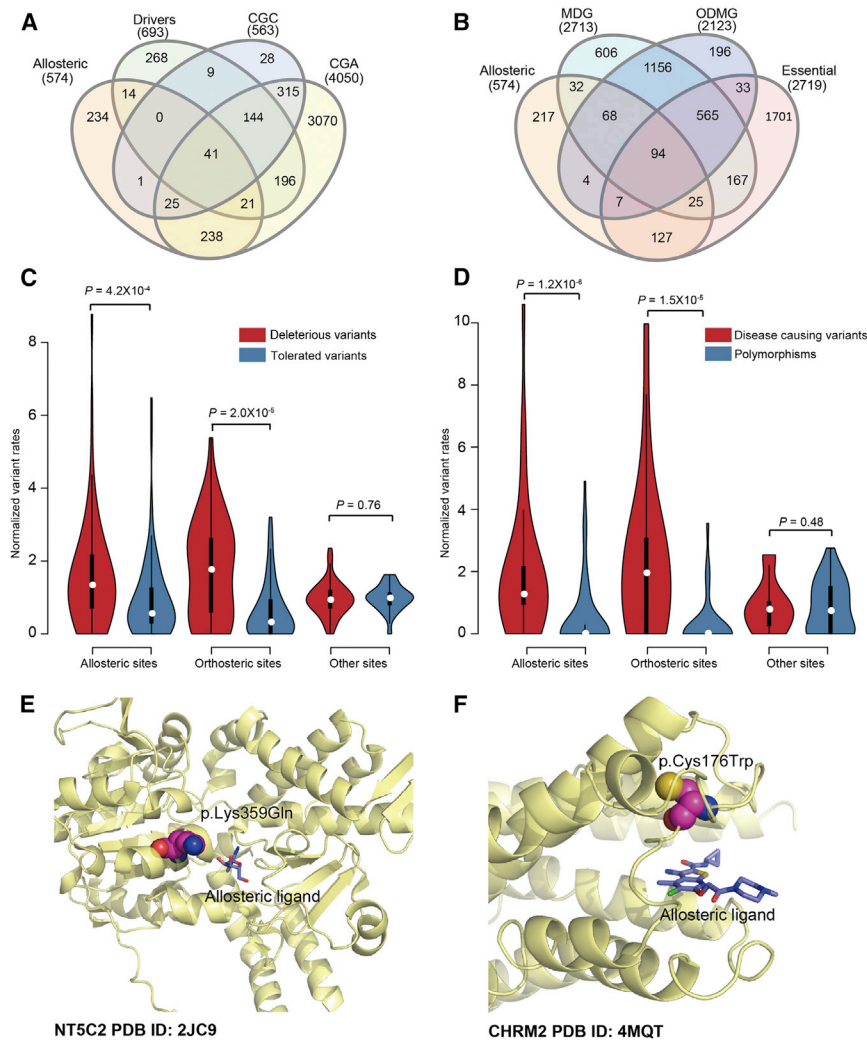 A
Drivers
(693)
CGC
(563)
Allosteric
(574)
CGA
(4050)
268
9
28
14
315
234
0
144
3070
41
1
196
25
21
238
B
MDG
(2713)
ODMG
(2123)
Allosteric
(574)
Essential
(2719)
606
1156
196
32
33
217
68
565
1701
94
4
167
7
25
127
C
P = 4.2X10-4
Deleterious variants
Tolerated variants
P = 2.0X10-5
P = 0.76
Normalized variant rates
8
6
4
2
0
Allosteric sites
Orthosteric sites
Other sites
D
P = 1.2X10-6
P = 1.5X10-5
Disease causing variants
Polymorphisms
P = 0.48
Normalized variant rates
10
8
6
4
2
0
Allosteric sites
Orthosteric sites
Other sites
E
p.Lys359Gln
Allosteric ligand
NT5C2 PDB ID: 2JC9
F
p.Cys176Trp
Allosteric ligand
CHRM2 PDB ID: 4MQT